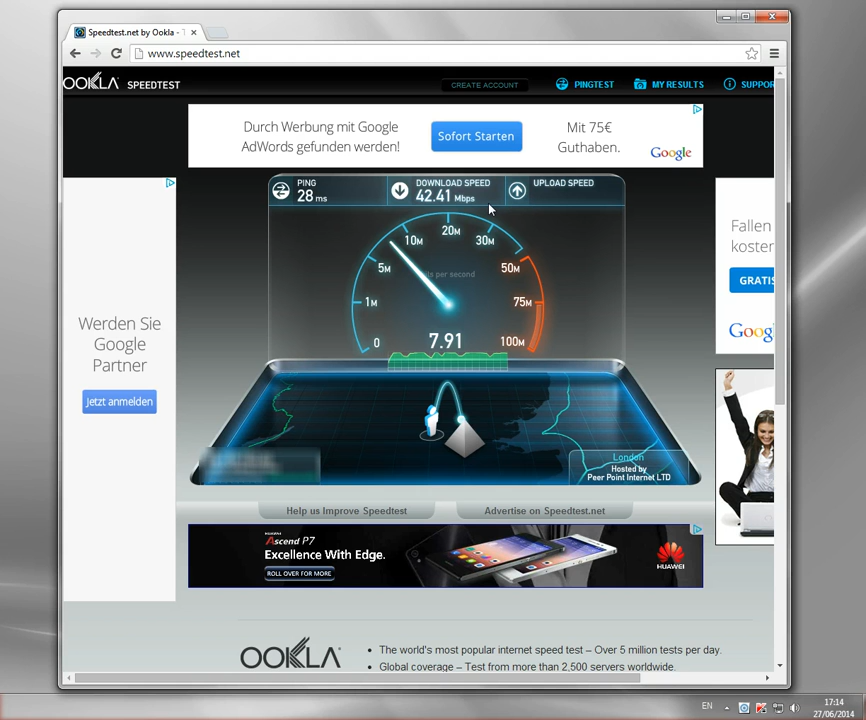 Speedtest.net by Ookla - T
www.speedtest.net
OOKLA SPEEDTEST
CREATE ACCOUNT
PINGTEST
MY RESULTS
SUPPOR
Durch Werbung mit Google
AdWords gefunden werden!
Sofort Starten
Mit 75€
Guthaben.
Google
PING
28 ms
DOWNLOAD SPEED
42.41 Mbps
UPLOAD SPEED
Fallen
koster
GRATIS
Google
Werden Sie
Google
Partner
Jetzt anmelden
0
1M
5M
10M
20M
30M
50M
75M
100M
per second
7.91
London
Hosted by
Peer Point Internet LTD
Help us Improve Speedtest
Advertise on Speedtest.net
HUAWEI
Ascend P7
Excellence With Edge.
ROLL OVER FOR MORE
HUAWEI
OOKLA
The world's most popular internet speed test – Over 5 million tests per day.
Global coverage – Test from more than 2,500 servers worldwide.
EN
17:14
27/06/2014